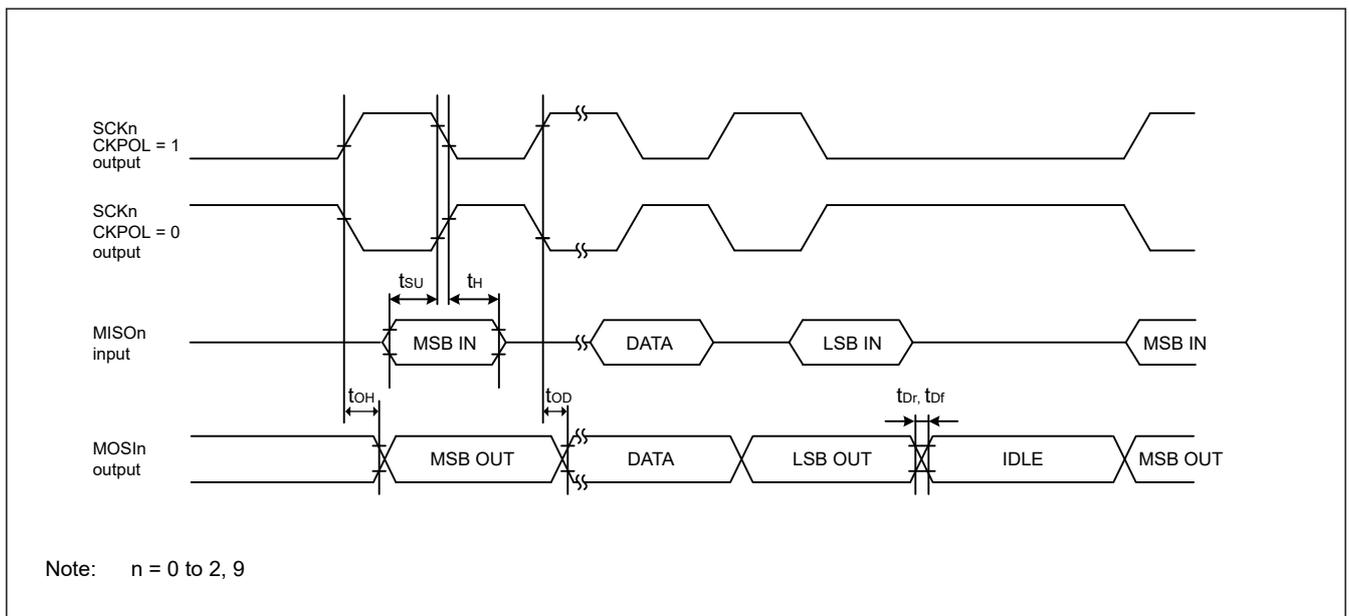 SCKn
CKPOL = 1
output
SCKn
CKPOL = 0
output
tSU
tH
MISOn
input
MSB IN
DATA
LSB IN
MSB IN
tOH
tOD
tDr, tDf
MOSIn
output
MSB OUT
DATA
LSB OUT
IDLE
MSB OUT
Note: n = 0 to 2, 9